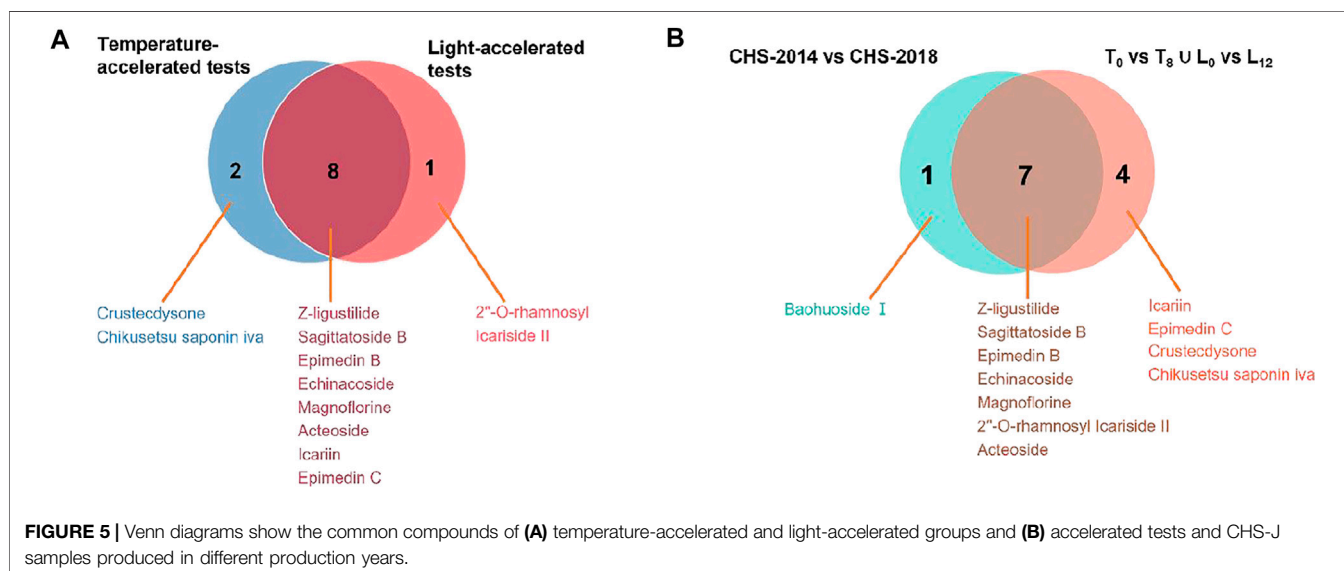 A
Temperature-
accelerated tests
Light-accelerated
tests
2
8
1
Crustecdysone
Chikusetsu saponin iva
Z-ligustilide
Sagittatoside B
Epimedin B
Echinacoside
Magnoflorine
Acteoside
Icariin
Epimedin C
2"-O-rhamnosyl
Icariside II
B
CHS-2014 vs CHS-2018
T0 vs T8 ∪ L0 vs L12
1
7
4
Baohuoside I
Z-ligustilide
Sagittatoside B
Epimedin B
Echinacoside
Magnoflorine
2"-O-rhamnosyl Icariside II
Acteoside
Icariin
Epimedin C
Crustecdysone
Chikusetsu saponin iva
FIGURE 5 | Venn diagrams show the common compounds of (A) temperature-accelerated and light-accelerated groups and (B) accelerated tests and CHS-J
samples produced in different production years.